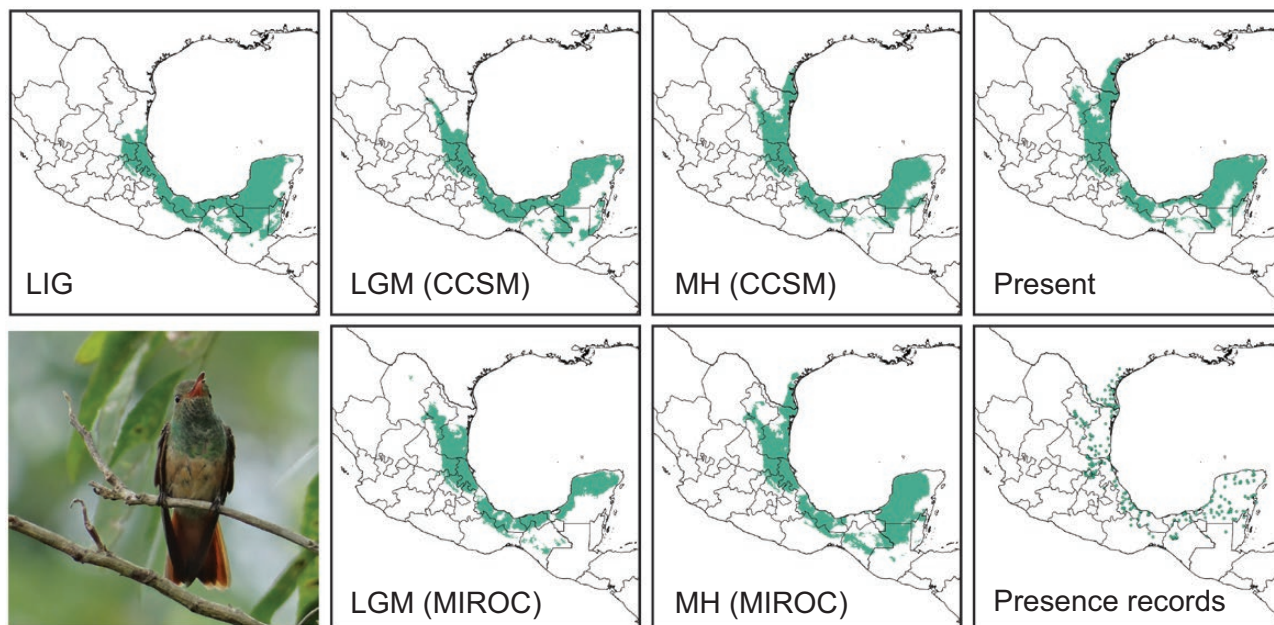 LIG
LGM (CCSM)
MH (CCSM)
Present
LGM (MIROC)
MH (MIROC)
Presence records